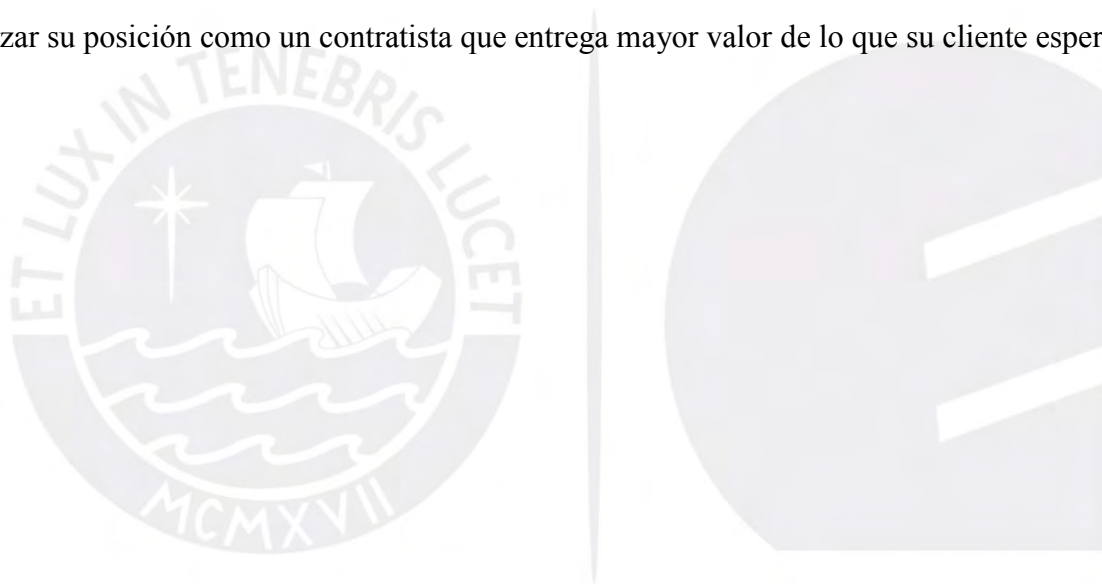 zar su posición como un contratista que entrega mayor valor de lo que su cliente esper
ET LUX IN TENEBRIS LUCET
MCMXVII